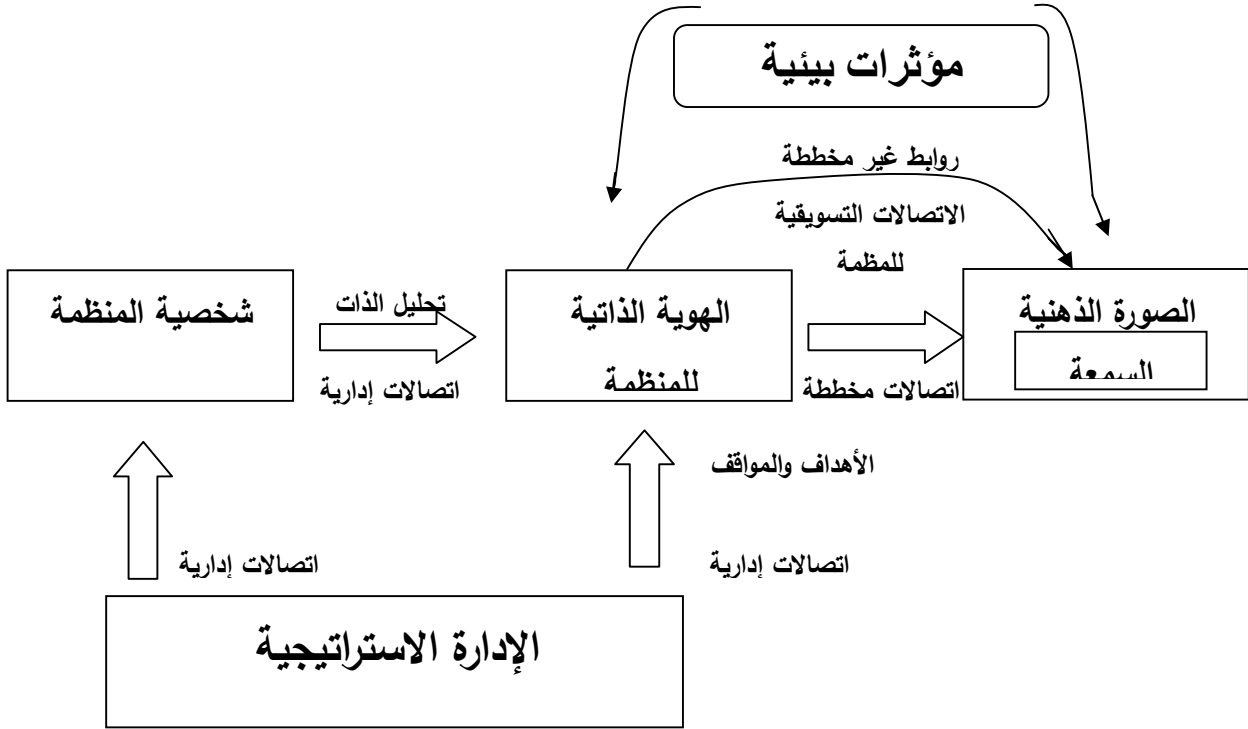 مؤثرات بيئية
روابط غير مخططة
الاتصالات التسويقية
للمظمة
شخصية المنظمة
تحليل الذات
اتصالات إدارية
الهوية الذاتية
للمنظمة
اتصالات مخططة
الصورة الذهنية
السمعة
الأهداف والمواقف
اتصالات إدارية
اتصالات إدارية
الإدارة الاستراتيجية